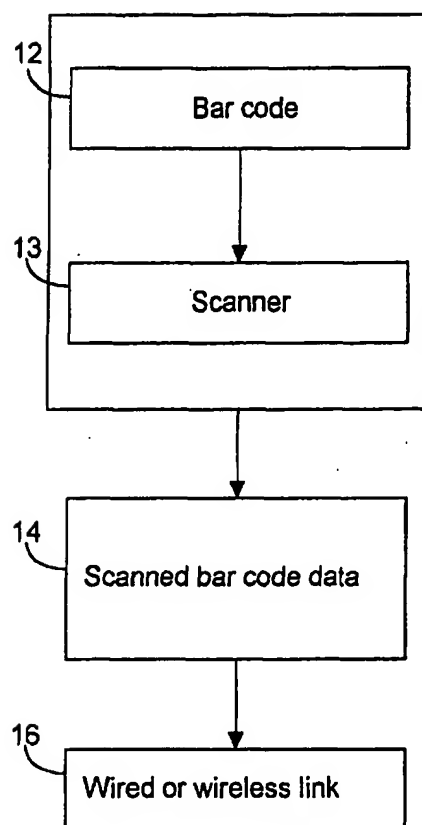 12
Bar code
13
Scanner
14
Scanned bar code data
16
Wired or wireless link